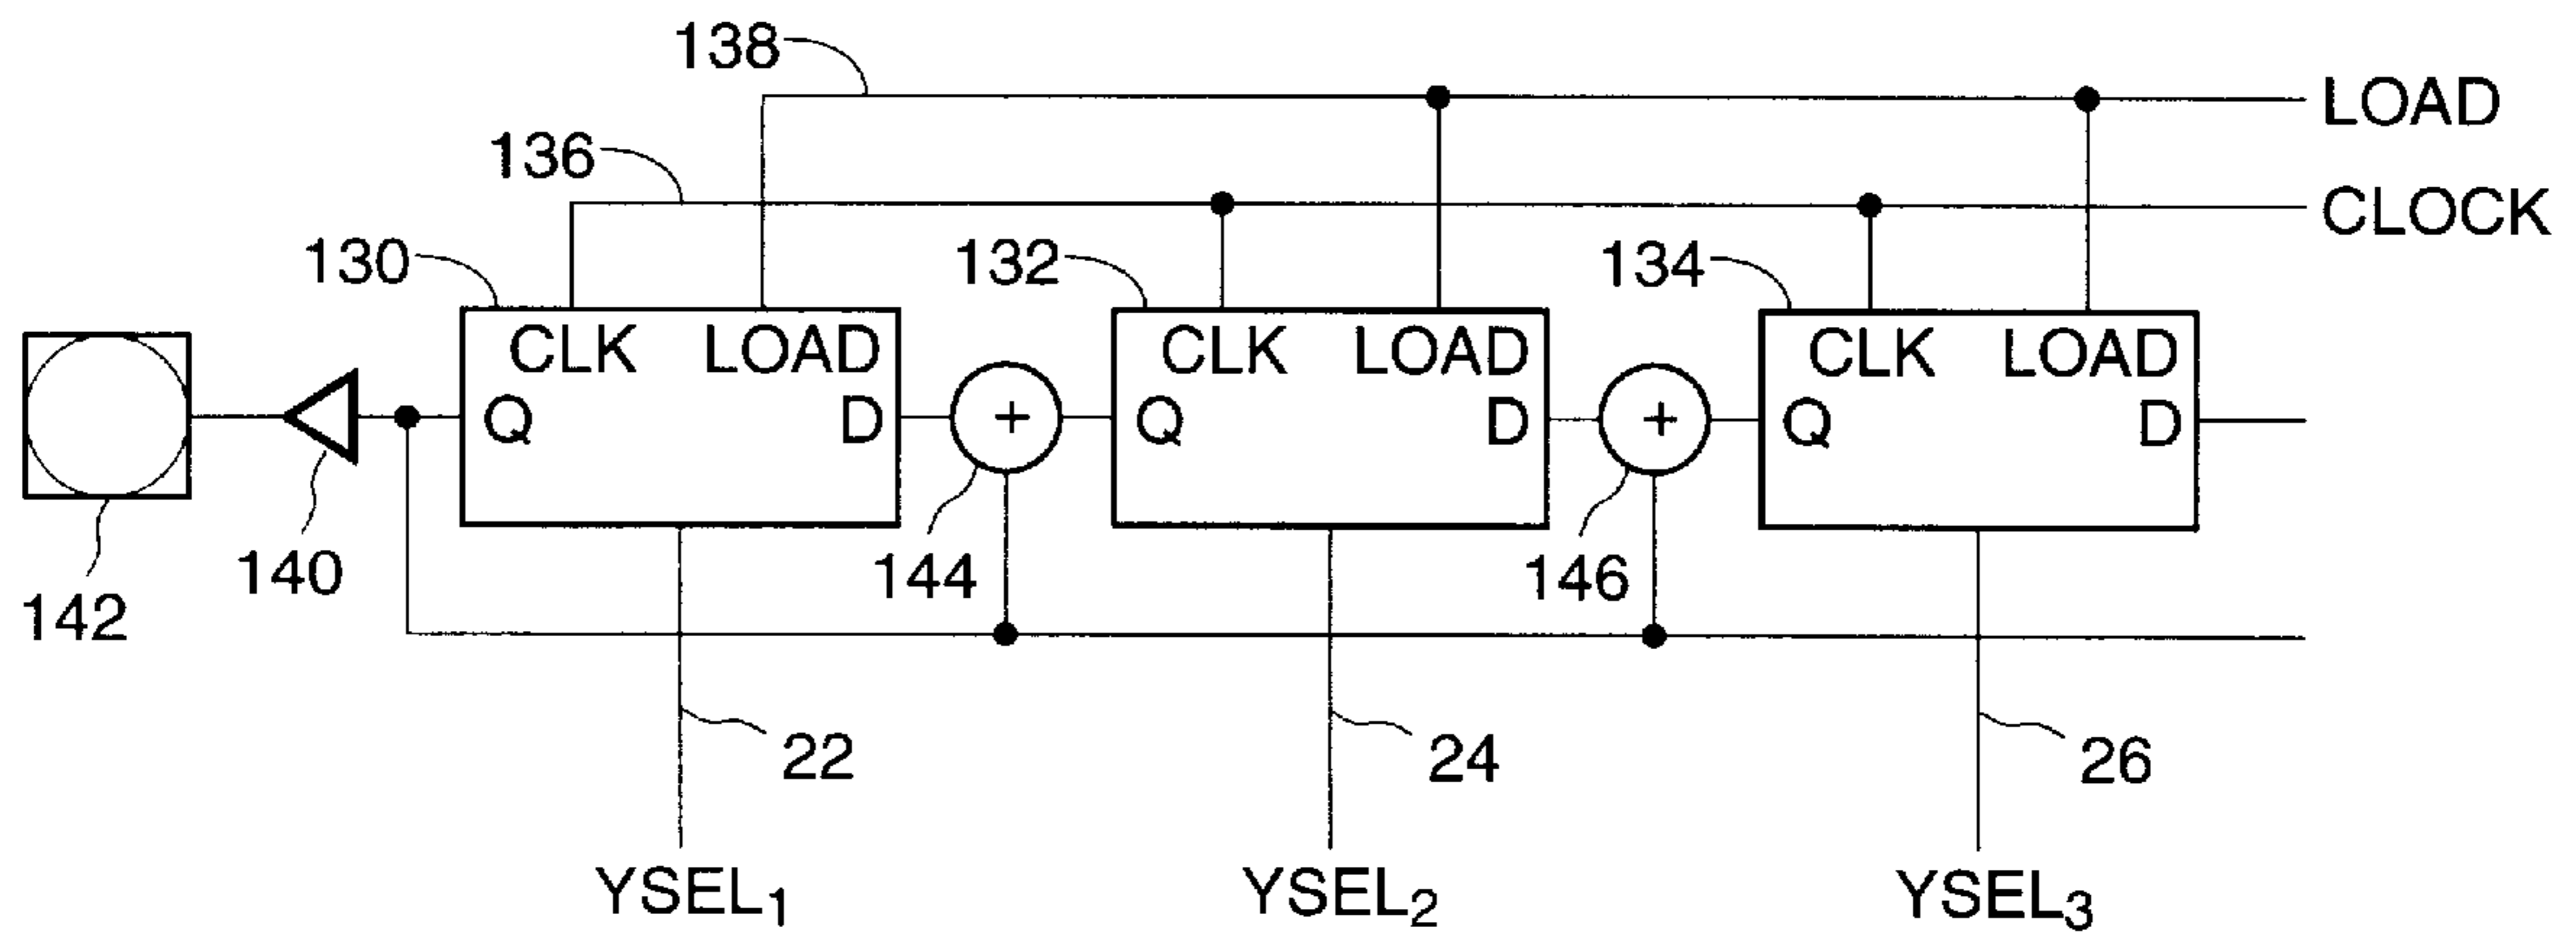 138
LOAD
136
CLOCK
130
132
134
CLK LOAD
CLK LOAD
CLK LOAD
Q D
+
Q D
+
Q D
142
140
144
146
22
24
26
YSEL₁
YSEL₂
YSEL₃